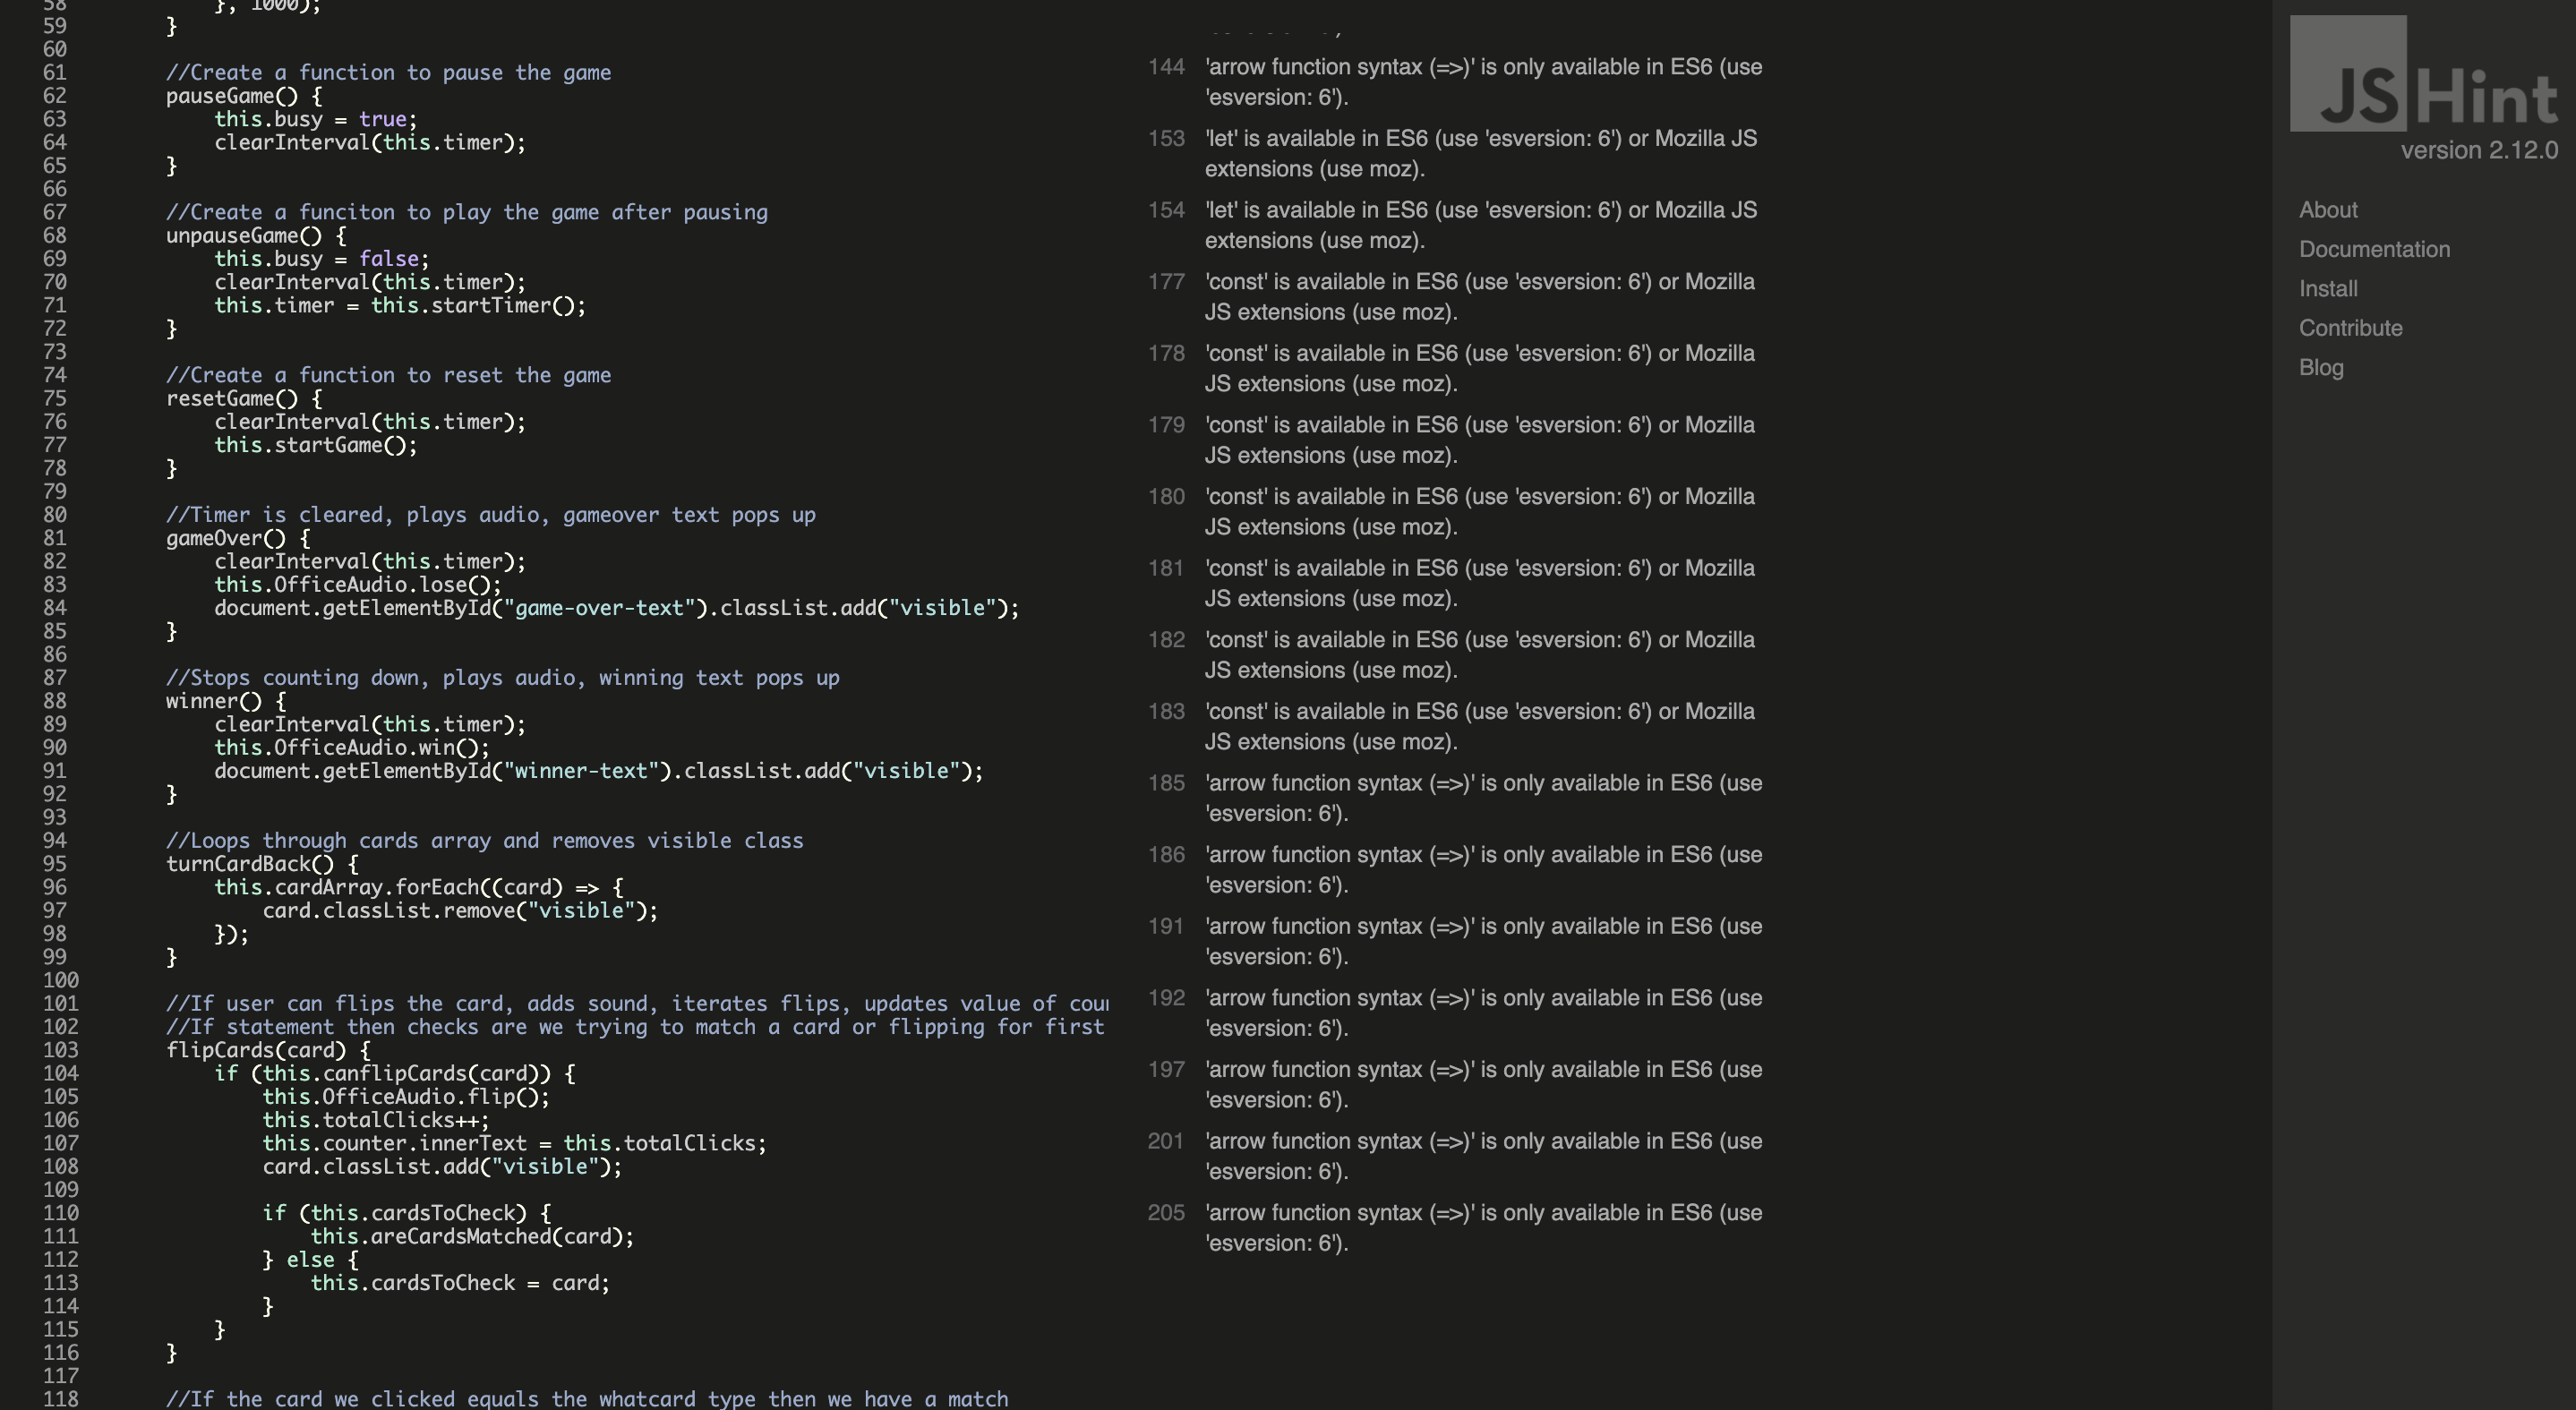 58 }, 1000);
59 }
60
61 //Create a function to pause the game
62 pauseGame() {
63 this.busy = true;
64 clearInterval(this.timer);
65 }
66
67 //Create a funciton to play the game after pausing
68 unpauseGame() {
69 this.busy = false;
70 clearInterval(this.timer);
71 this.timer = this.startTimer();
72 }
73
74 //Create a function to reset the game
75 resetGame() {
76 clearInterval(this.timer);
77 this.startGame();
78 }
79
80 //Timer is cleared, plays audio, gameover text pops up
81 gameOver() {
82 clearInterval(this.timer);
83 this.OfficeAudio.lose();
84 document.getElementById("game-over-text").classList.add("visible");
85 }
86
87 //Stops counting down, plays audio, winning text pops up
88 winner() {
89 clearInterval(this.timer);
90 this.OfficeAudio.win();
91 document.getElementById("winner-text").classList.add("visible");
92 }
93
94 //Loops through cards array and removes visible class
95 turnCardBack() {
96 this.cardArray.forEach((card) => {
97 card.classList.remove("visible");
98 });
99 }
100
101 //If user can flips the card, adds sound, iterates flips, updates value of
102 //If statement then checks are we trying to match a card or flipping for first
103 flipCards(card) {
104 if (this.canflipCards(card)) {
105 this.OfficeAudio.flip();
106 this.totalClicks++;
107 this.counter.innerText = this.totalClicks;
108 card.classList.add("visible");
109
110 if (this.cardsToCheck) {
111 this.areCardsMatched(card);
112 } else {
113 this.cardsToCheck = card;
114 }
115 }
116 }
117
118 //If the card we clicked equals the whatcard type then we have a match
144 'arrow function syntax (=>)' is only available in ES6 (use
'esversion: 6').
153 'let' is available in ES6 (use 'esversion: 6') or Mozilla JS
extensions (use moz).
154 'let' is available in ES6 (use 'esversion: 6') or Mozilla JS
extensions (use moz).
177 'const' is available in ES6 (use 'esversion: 6') or Mozilla
JS extensions (use moz).
178 'const' is available in ES6 (use 'esversion: 6') or Mozilla
JS extensions (use moz).
179 'const' is available in ES6 (use 'esversion: 6') or Mozilla
JS extensions (use moz).
180 'const' is available in ES6 (use 'esversion: 6') or Mozilla
JS extensions (use moz).
181 'const' is available in ES6 (use 'esversion: 6') or Mozilla
JS extensions (use moz).
182 'const' is available in ES6 (use 'esversion: 6') or Mozilla
JS extensions (use moz).
183 'const' is available in ES6 (use 'esversion: 6') or Mozilla
JS extensions (use moz).
185 'arrow function syntax (=>)' is only available in ES6 (use
'esversion: 6').
186 'arrow function syntax (=>)' is only available in ES6 (use
'esversion: 6').
191 'arrow function syntax (=>)' is only available in ES6 (use
'esversion: 6').
192 'arrow function syntax (=>)' is only available in ES6 (use
'esversion: 6').
197 'arrow function syntax (=>)' is only available in ES6 (use
'esversion: 6').
201 'arrow function syntax (=>)' is only available in ES6 (use
'esversion: 6').
205 'arrow function syntax (=>)' is only available in ES6 (use
'esversion: 6').
JSHint
version 2.12.0
About
Documentation
Install
Contribute
Blog